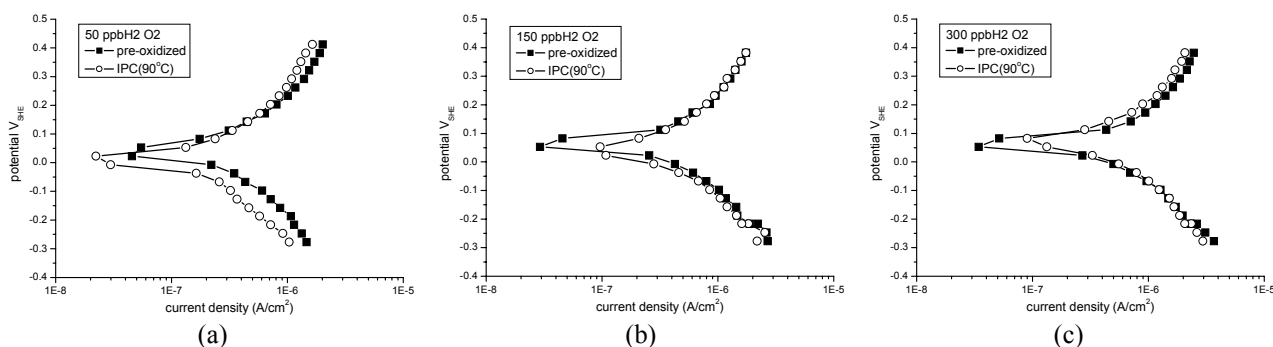 50 ppbH2 O2
pre-oxidized
IPC(90°C)
potential V_SHE
0.5
0.4
0.3
0.2
0.1
0.0
-0.1
-0.2
-0.3
-0.4
1E-8
1E-7
1E-6
1E-5
current density (A/cm²)
(a)
150 ppbH2 O2
pre-oxidized
IPC(90°C)
potential V_SHE
0.5
0.4
0.3
0.2
0.1
0.0
-0.1
-0.2
-0.3
-0.4
1E-8
1E-7
1E-6
1E-5
current density (A/cm²)
(b)
300 ppbH2 O2
pre-oxidized
IPC(90°C)
potential V_SHE
0.5
0.4
0.3
0.2
0.1
0.0
-0.1
-0.2
-0.3
-0.4
1E-8
1E-7
1E-6
1E-5
current density (A/cm²)
(c)